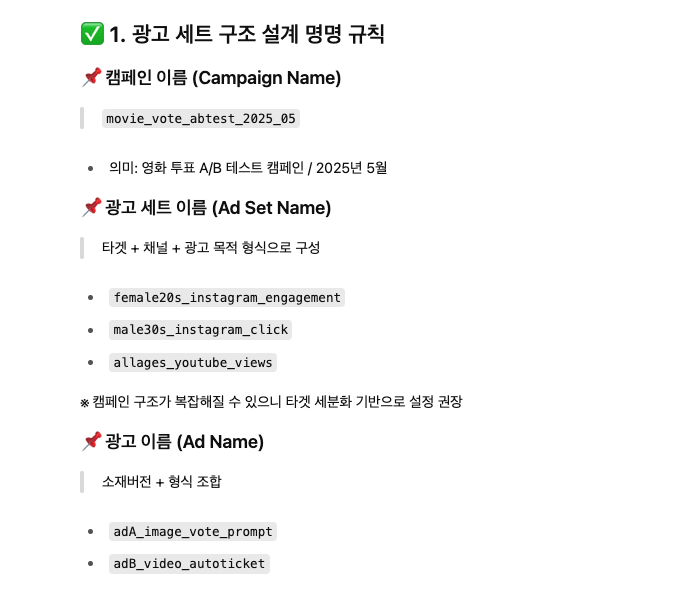 ✅ 1. 광고 세트 구조 설계 명명 규칙
📌 캠페인 이름 (Campaign Name)
movie_vote_abtest_2025_05
• 의미: 영화 투표 A/B 테스트 캠페인 / 2025년 5월
📌 광고 세트 이름 (Ad Set Name)
타겟 + 채널 + 광고 목적 형식으로 구성
• female20s_instagram_engagement
• male30s_instagram_click
• allages_youtube_views
※ 캠페인 구조가 복잡해질 수 있으니 타겟 세분화 기반으로 설정 권장
📌 광고 이름 (Ad Name)
소재버전 + 형식 조합
• adA_image_vote_prompt
• adB_video_autoticket